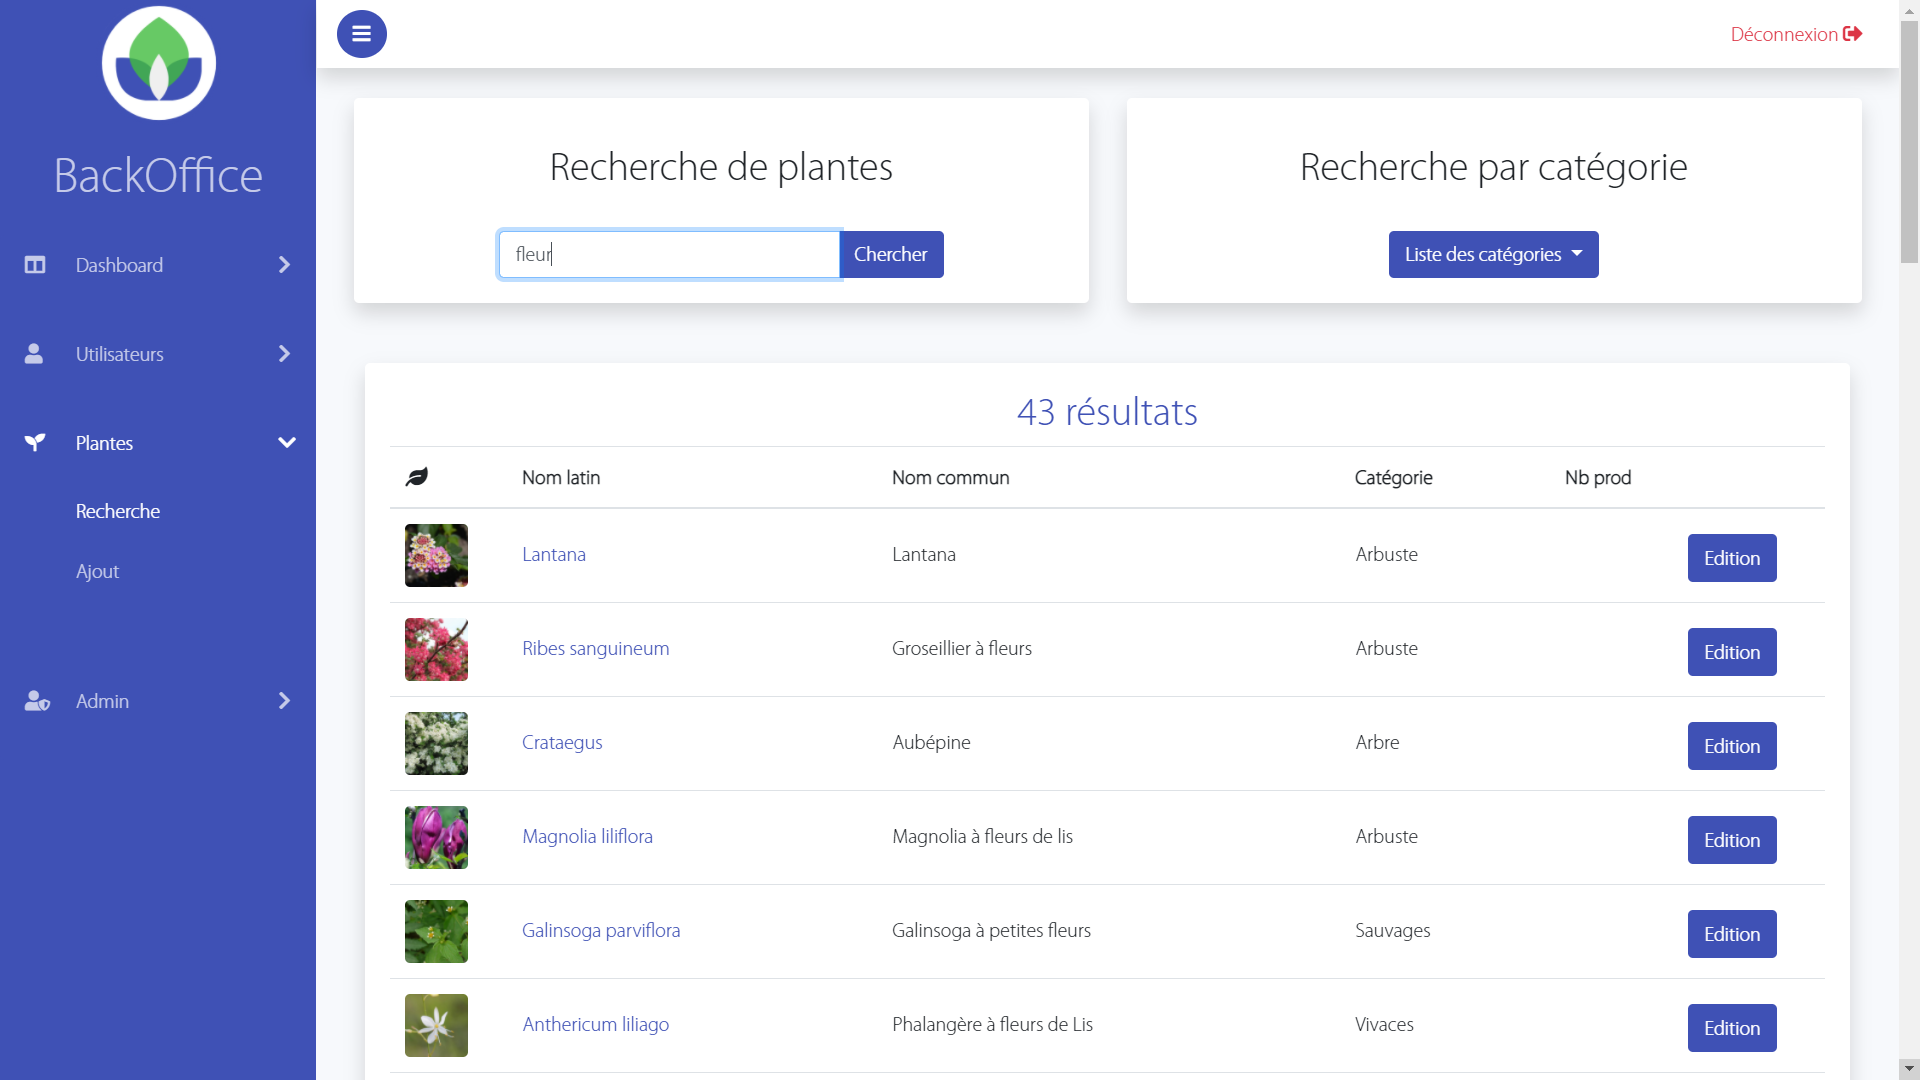 BackOffice
Dashboard
Utilisateurs
Plantes
Recherche
Ajout
Admin
Déconnexion
Recherche de plantes
fleur Chercher
Recherche par catégorie
Liste des catégories
43 résultats
Nom latin Nom commun Catégorie Nb prod
Lantana Lantana Arbuste Edition
Ribes sanguineum Groseillier à fleurs Arbuste Edition
Crataegus Aubépine Arbre Edition
Magnolia liliflora Magnolia à fleurs de lis Arbuste Edition
Galinsoga parviflora Galinsoga à petites fleurs Sauvages Edition
Anthericum liliago Phalangère à fleurs de Lis Vivaces Edition